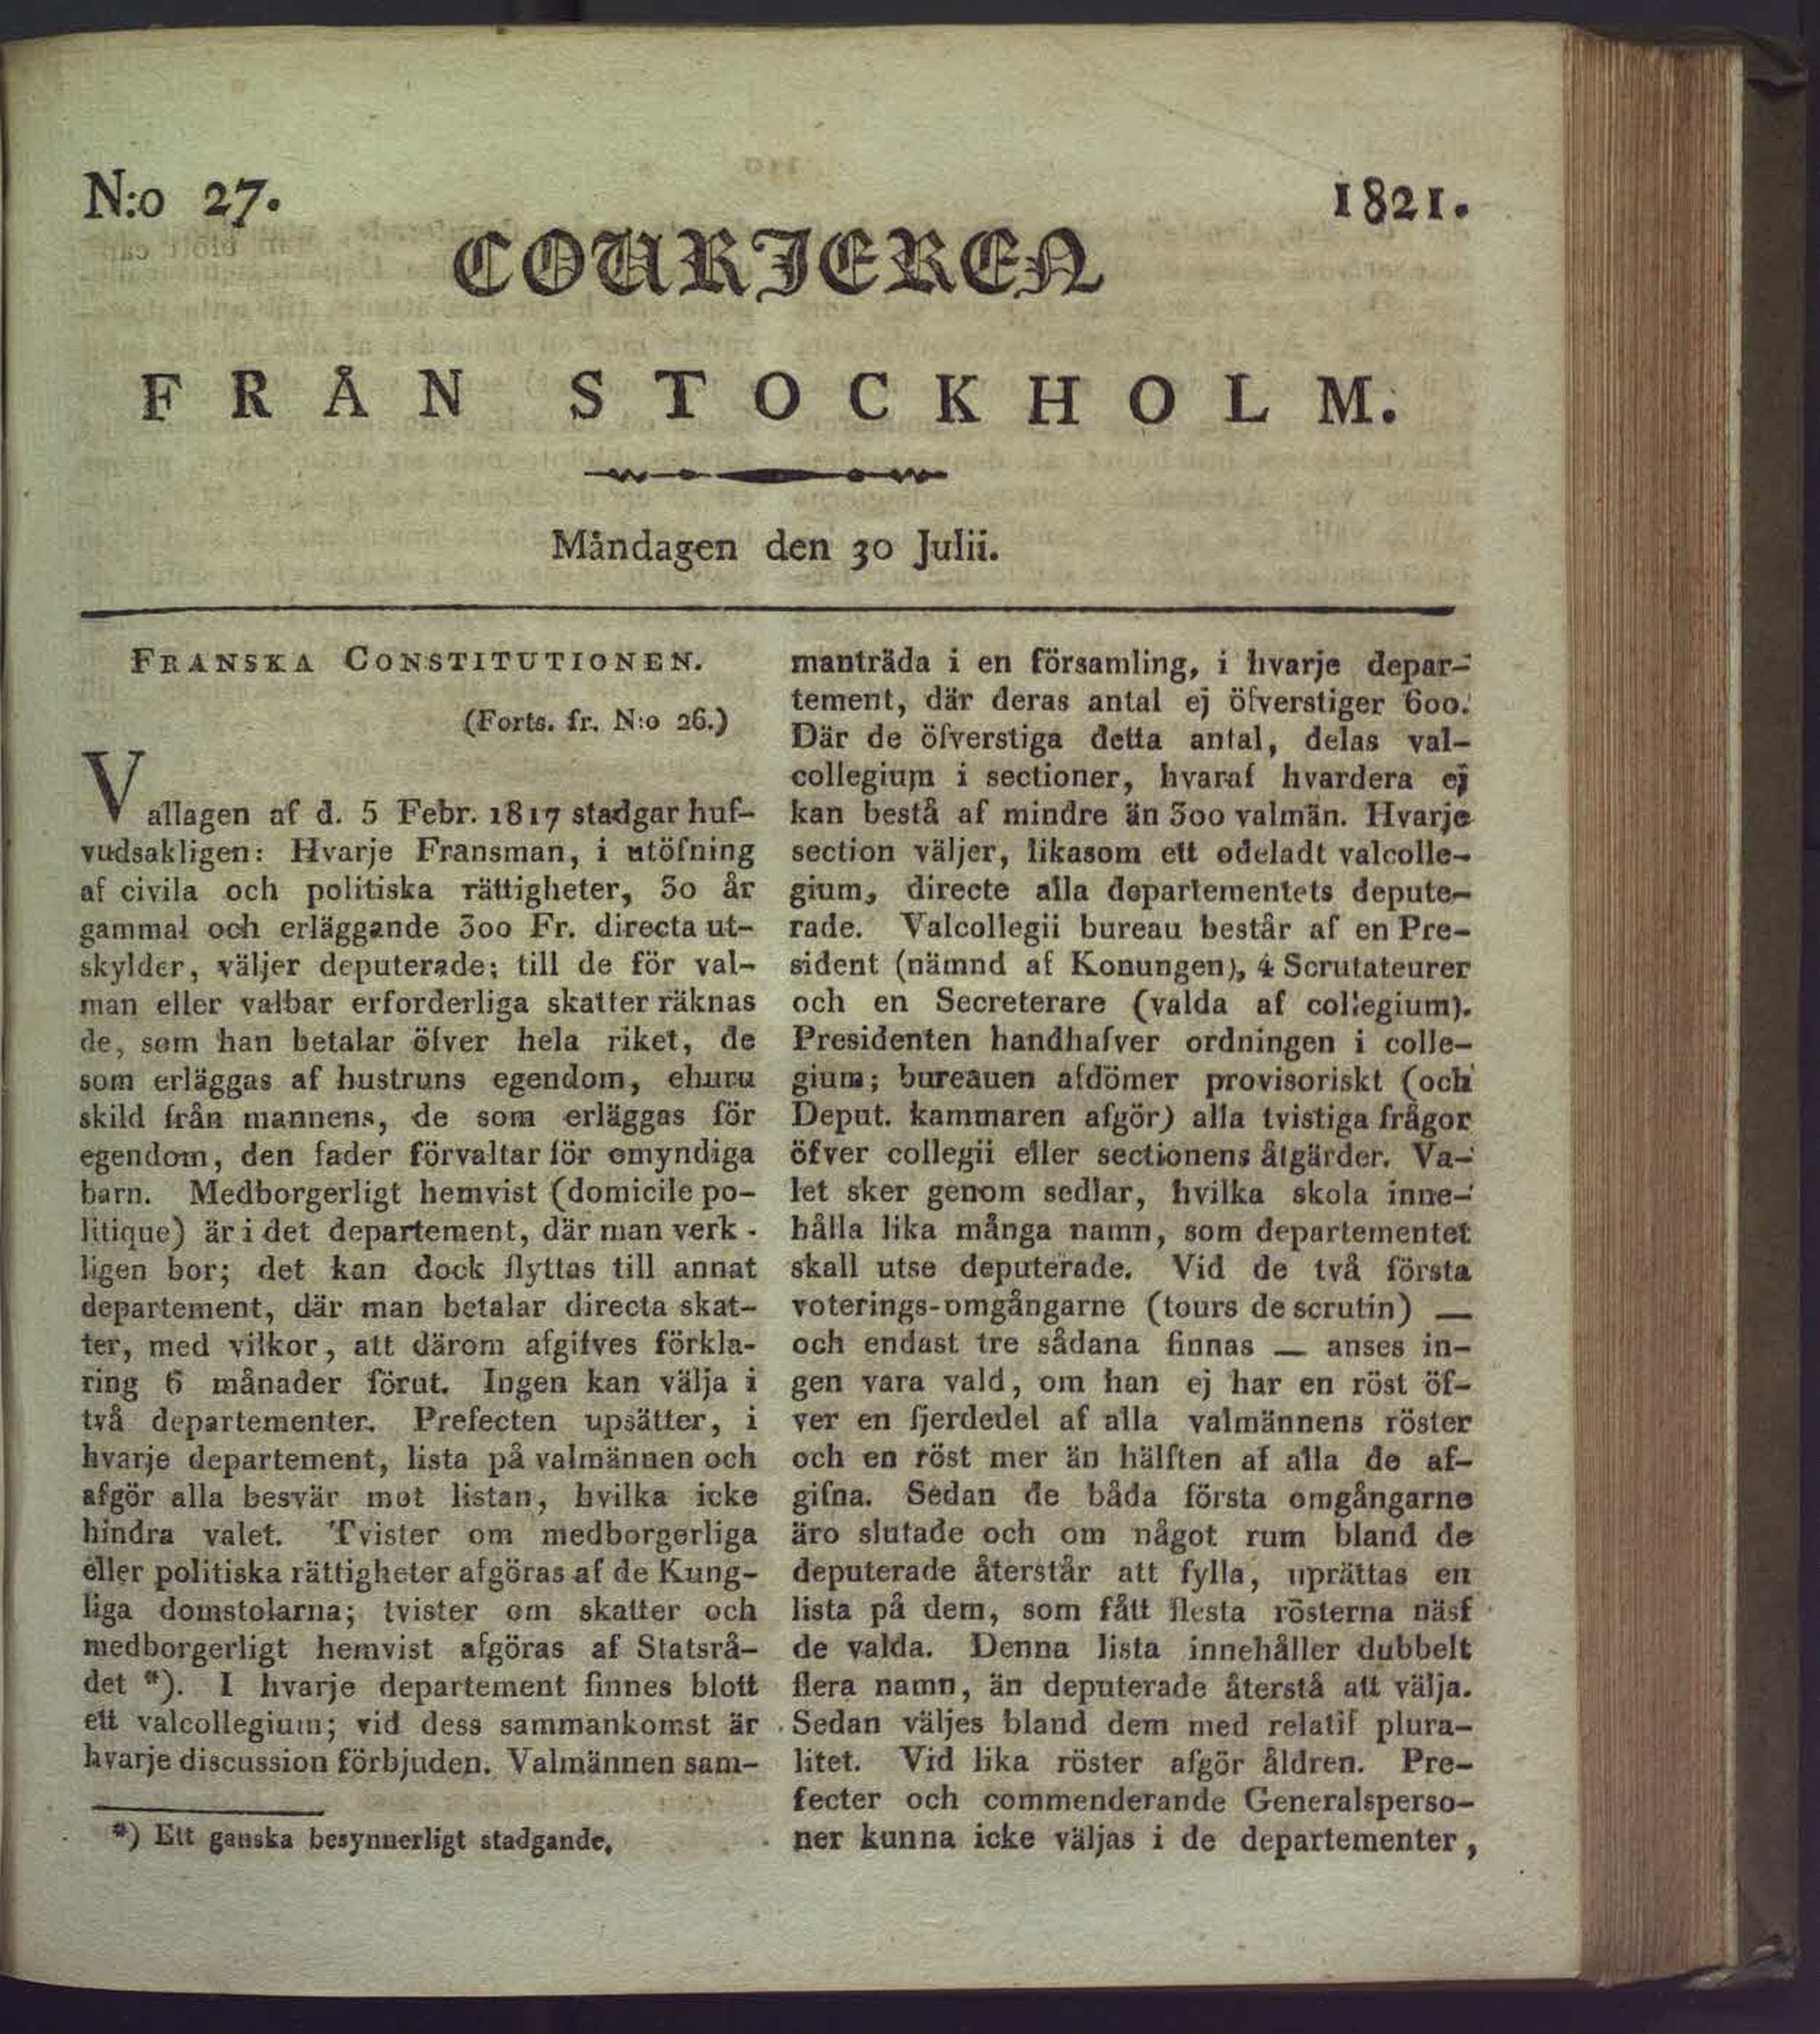 N:o 27.
1821.
COURIEREN
FRÅN STOCKHOLM.
Måndagen den 30 Julii.
FRANSKA CONSTITUTIONEN.
(Forts. fr. N:o 26.)
Vallagen af d. 5 Febr. 1817 stadgar huf-
vudsakligen: Hvarje Fransman, i utöfning
af civila och politiska rättigheter, 30 år
gammal och erläggande 300 Fr. directa ut-
skylder, väljer deputerade; till de för val-
man eller valbar erforderliga skatter räknas
de, som han betalar öfver hela riket, de
som erläggas af hustruns egendom, ehuru
skild från mannens, de som erläggas för
egendom, den fader förvaltar för omyndiga
barn. Medborgerligt hemvist (domicile po-
litique) är i det departement, där man verk-
ligen bor; det kan dock flyttas till annat
departement, där man betalar directa skat-
ter, med vilkor, att därom afgifves förkla-
ring 6 månader förut. Ingen kan välja i
två departementer. Prefecten upsätter, i
hvarje departement, lista på valmännen och
afgör alla besvär mot listan, hvilka icke
hindra valet. Tvister om medborgerliga
eller politiska rättigheter afgöras af de Kung-
liga domstolarna; tvister om skatter och
medborgerligt hemvist afgöras af Statsrå-
det *). I hvarje departement finnes blott
ett valcollegium; vid dess sammankomst är
hvarje discussion förbjuden. Valmännen sam-
*) Ett ganska besynnerligt stadgande.
manträda i en församling, i hvarje depar-
tement, där deras antal ej öfverstiger 600.
Där de öfverstiga detta antal, delas val-
collegium i sectioner, hvaraf hvardera ej
kan bestå af mindre än 300 valmän. Hvarje
section väljer, likasom ett odeladt valcolle-
gium, directe alla departementets depute-
rade. Valcollegii bureau består af en Pre-
sident (nämnd af Konungen), 4 Scrutateurer
och en Secreterare (valda af collegium).
Presidenten handhafver ordningen i colle-
gium; bureauen afdömer provisoriskt (och
Deput. kammaren afgör) alla tvistiga frågor
öfver collegii eller sectionens åtgärder. Va-
let sker genom sedlar, hvilka skola inne-
hålla lika många namn, som departementet
skall utse deputerade. Vid de två första
voterings-omgångarne (tours de scrutin) —
och endast tre sådana finnas — anses in-
gen vara vald, om han ej har en röst öf-
ver en fjerdedel af alla valmännens röster
och en röst mer än hälften af alla de af-
gifna. Sedan de båda första omgångarne
äro slutade och om något rum bland de
deputerade återstår att fylla, uprättas en
lista på dem, som fått flesta rösterna näst
de valda. Denna lista innehåller dubbelt
flera namn, än deputerade återstå att välja.
Sedan väljes bland dem med relatif plura-
litet. Vid lika röster afgör åldren. Pre-
fecter och commenderande Generalsperso-
ner kunna icke väljas i de departementer,